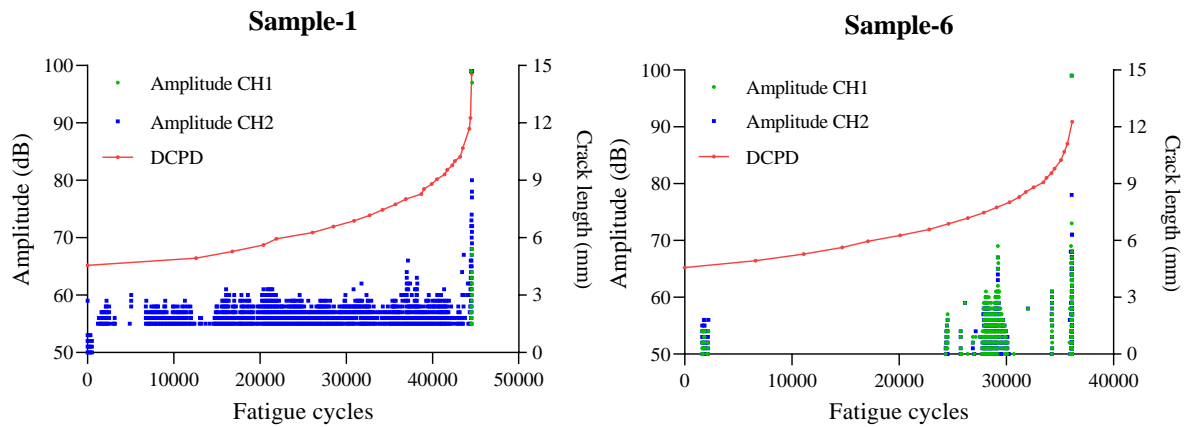 Sample-1
100
90
80
70
60
50
Amplitude (dB)
Amplitude CH1
Amplitude CH2
DCPD
15
12
9
6
3
0
Crack length (mm)
0 10000 20000 30000 40000 50000
Fatigue cycles
Sample-6
100
90
80
70
60
50
Amplitude (dB)
Amplitude CH1
Amplitude CH2
DCPD
15
12
9
6
3
0
Crack length (mm)
0 10000 20000 30000 40000
Fatigue cycles